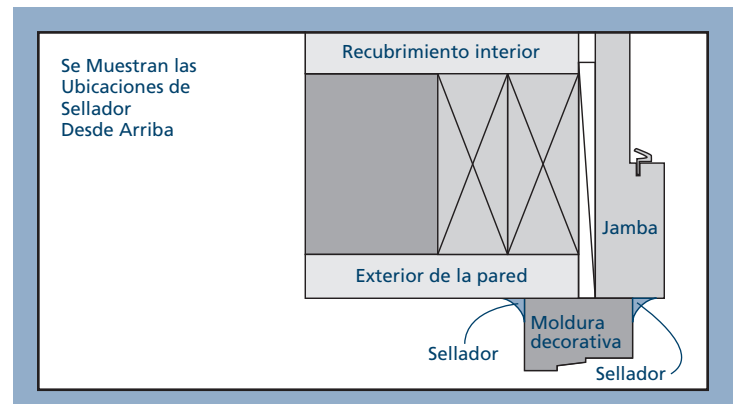 Se Muestran las
Ubicaciones de
Sellador
Desde Arriba
Recubrimiento interior
Jamba
Exterior de la pared
Moldura
decorativa
Sellador
Sellador